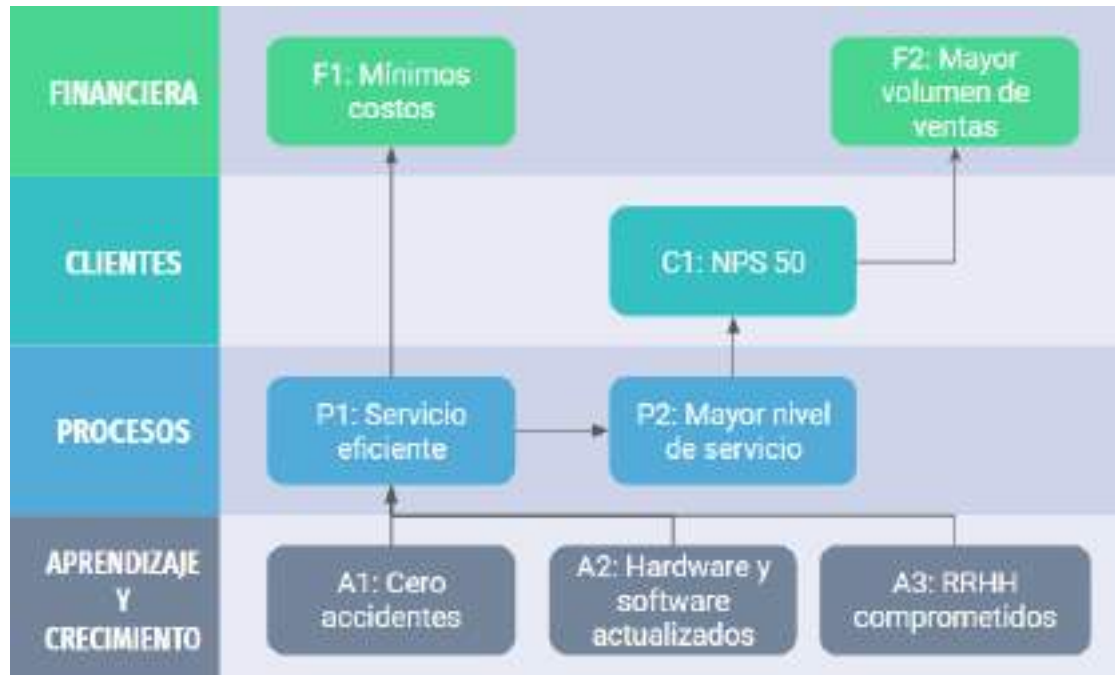 FINANCIERA
F1: Mínimos
costos
F2: Mayor
volumen de
ventas
CLIENTES
C1: NPS 50
PROCESOS
P1: Servicio
eficiente
P2: Mayor nivel
de servicio
APRENDIZAJE
Y
CRECIMIENTO
A1: Cero
accidentes
A2: Hardware y
software
actualizados
A3: RRHH
comprometidos